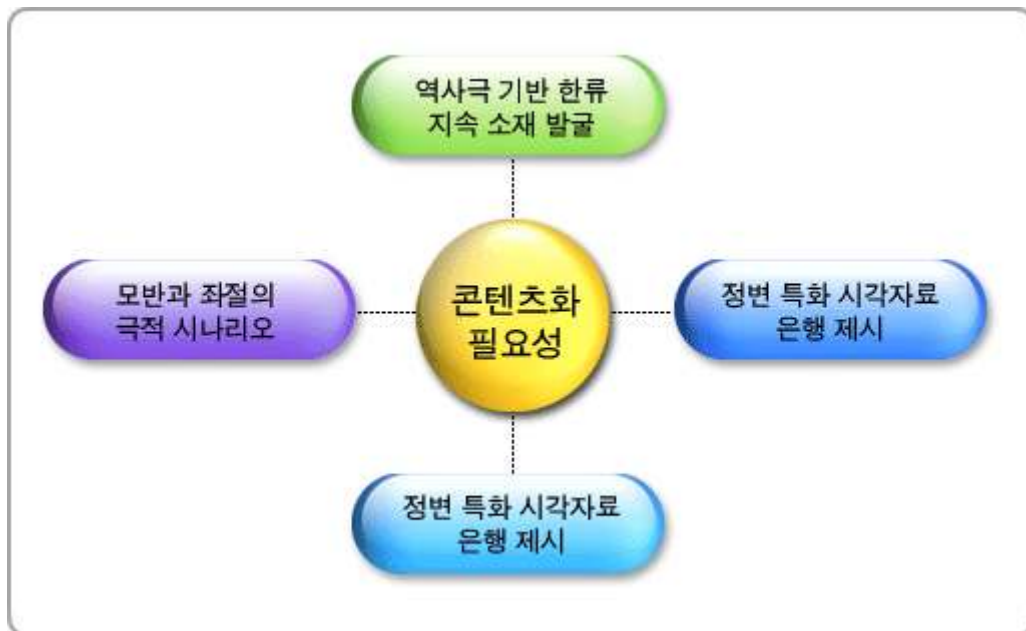 역사극 기반 한류
지속 소재 발굴
모반과 좌절의
극적 시나리오
콘텐츠화
필요성
정변 특화 시각자료
은행 제시
정변 특화 시각자료
은행 제시